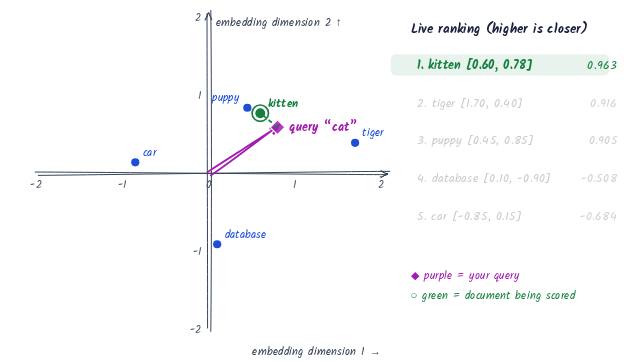 embedding dimension 2 ↑
2
1
puppy
kitten
query “cat”
tiger
car
-2
-1
0
1
2
database
-1
-2
embedding dimension 1 →
Live ranking (higher is closer)
1. kitten [0.60, 0.78] 0.963
2. tiger [1.70, 0.40] 0.916
3. puppy [0.45, 0.85] 0.905
4. database [0.10, -0.90] -0.508
5. car [-0.85, 0.15] -0.684
◆ purple = your query
○ green = document being scored